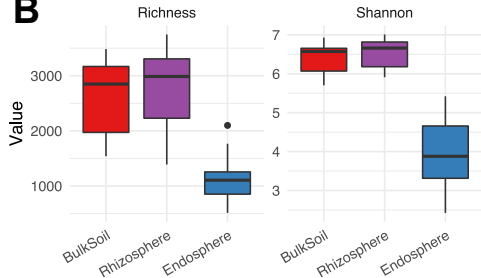 B
Richness
Shannon
Value
3000
2000
1000
7
6
5
4
3
BulkSoil
Rhizosphere
Endosphere
BulkSoil
Rhizosphere
Endosphere